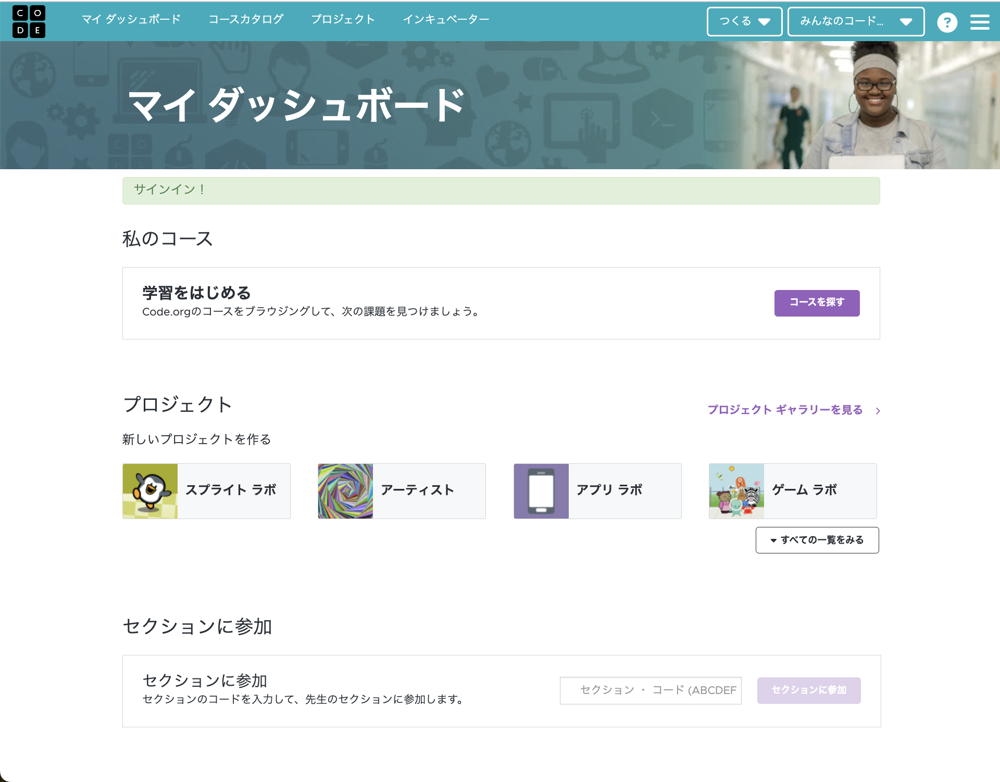 CODE
マイ ダッシュボード
コースカタログ
プロジェクト
インキュベーター
つくる
みんなのコード...
?
マイ ダッシュボード
サインイン！
私のコース
学習をはじめる
Code.orgのコースをブラウジングして、次の課題を見つけましょう。
コースを探す
プロジェクト
プロジェクト ギャラリーを見る
新しいプロジェクトを作る
スプライト ラボ
アーティスト
アプリ ラボ
ゲーム ラボ
すべての一覧をみる
セクションに参加
セクションに参加
セクションのコードを入力して、先生のセクションに参加します。
セクション ・ コード (ABCDEF
セクションに参加